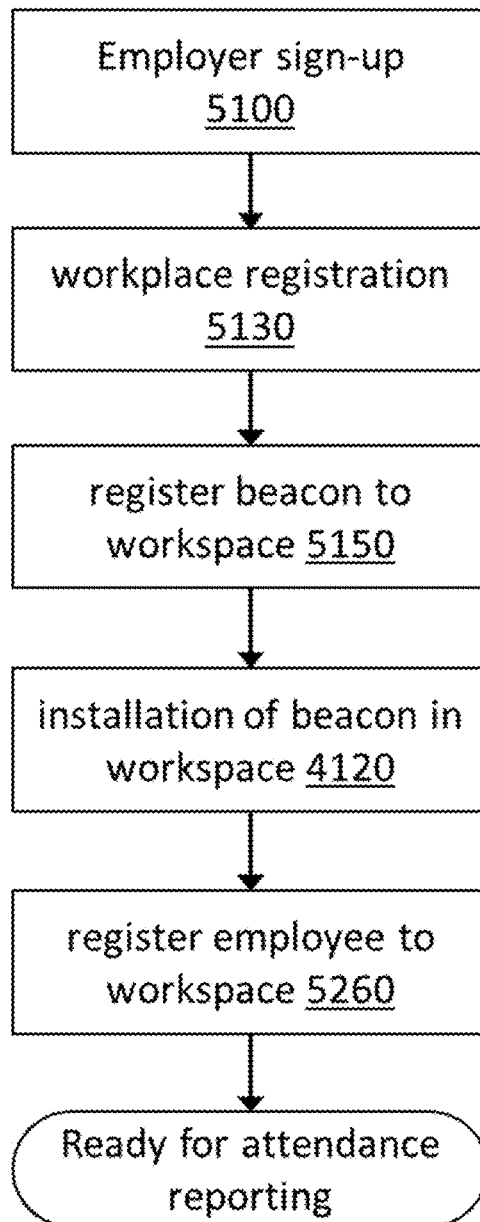 Employer sign-up
5100
workplace registration
5130
register beacon to
workspace 5150
installation of beacon in
workspace 4120
register employee to
workspace 5260
Ready for attendance
reporting